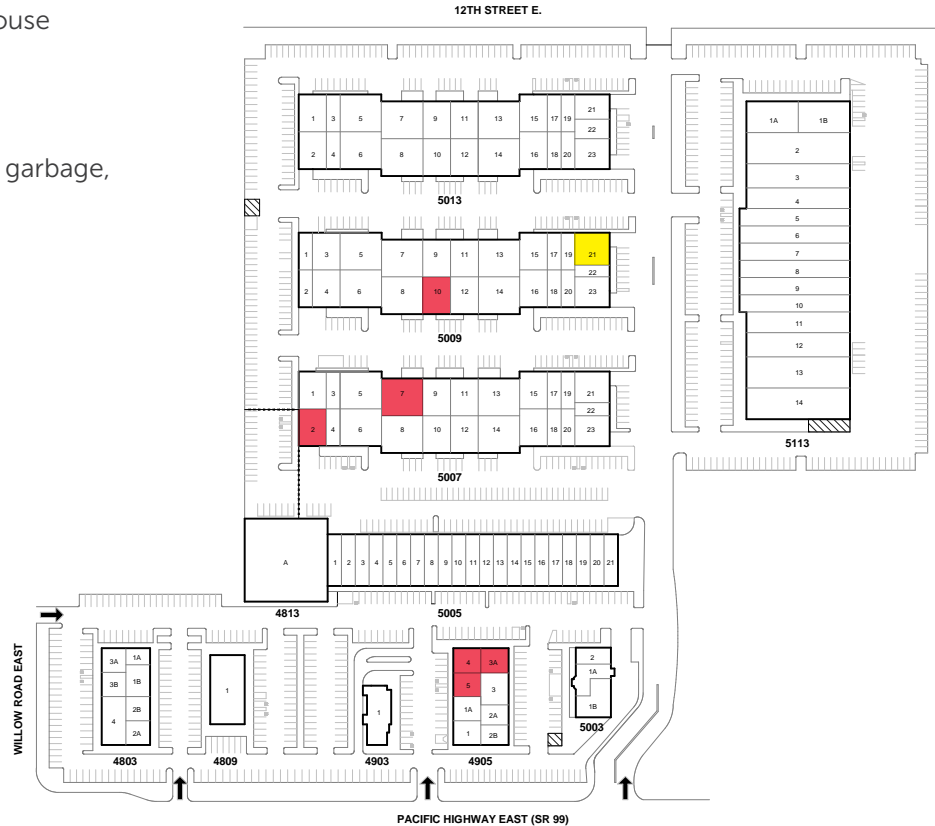 12TH STREET E.
ouse
garbage,
1 3 5 7 9 11 13 15 17 19 21
22
2 4 6 8 10 12 14 16 18 20 23
5013
1 3 5 7 9 11 13 15 17 19 21
22
2 4 6 8 10 12 14 16 18 20 23
5009
1 3 5 7 9 11 13 15 17 19 21
22
2 4 6 8 10 12 14 16 18 20 23
5007
1A 1B
2
3
4
5
6
7
8
9
10
11
12
13
14
5113
A 1 2 3 4 5 6 7 8 9 10 11 12 13 14 15 16 17 18 19 20 21
4813 5005
WILLOW ROAD EAST
3A 1A
3B 1B
4 2B
2A
4803
1
4809
1
4903
4 3A
5 3
1A 2A
1 2B
4905
2
1A
1B
5003
PACIFIC HIGHWAY EAST (SR 99)